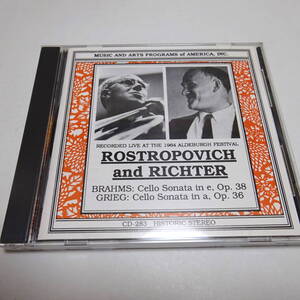 MUSIC AND ARTS PROGRAMS of AMERICA, INC.
RECORDED LIVE AT THE 1964 ALDEBURGH FESTIVAL
ROSTROPOVICH
and RICHTER
BRAHMS: Cello Sonata in e, Op. 38
GRIEG: Cello Sonata in a, Op. 36
CD-283 HISTORIC STEREO